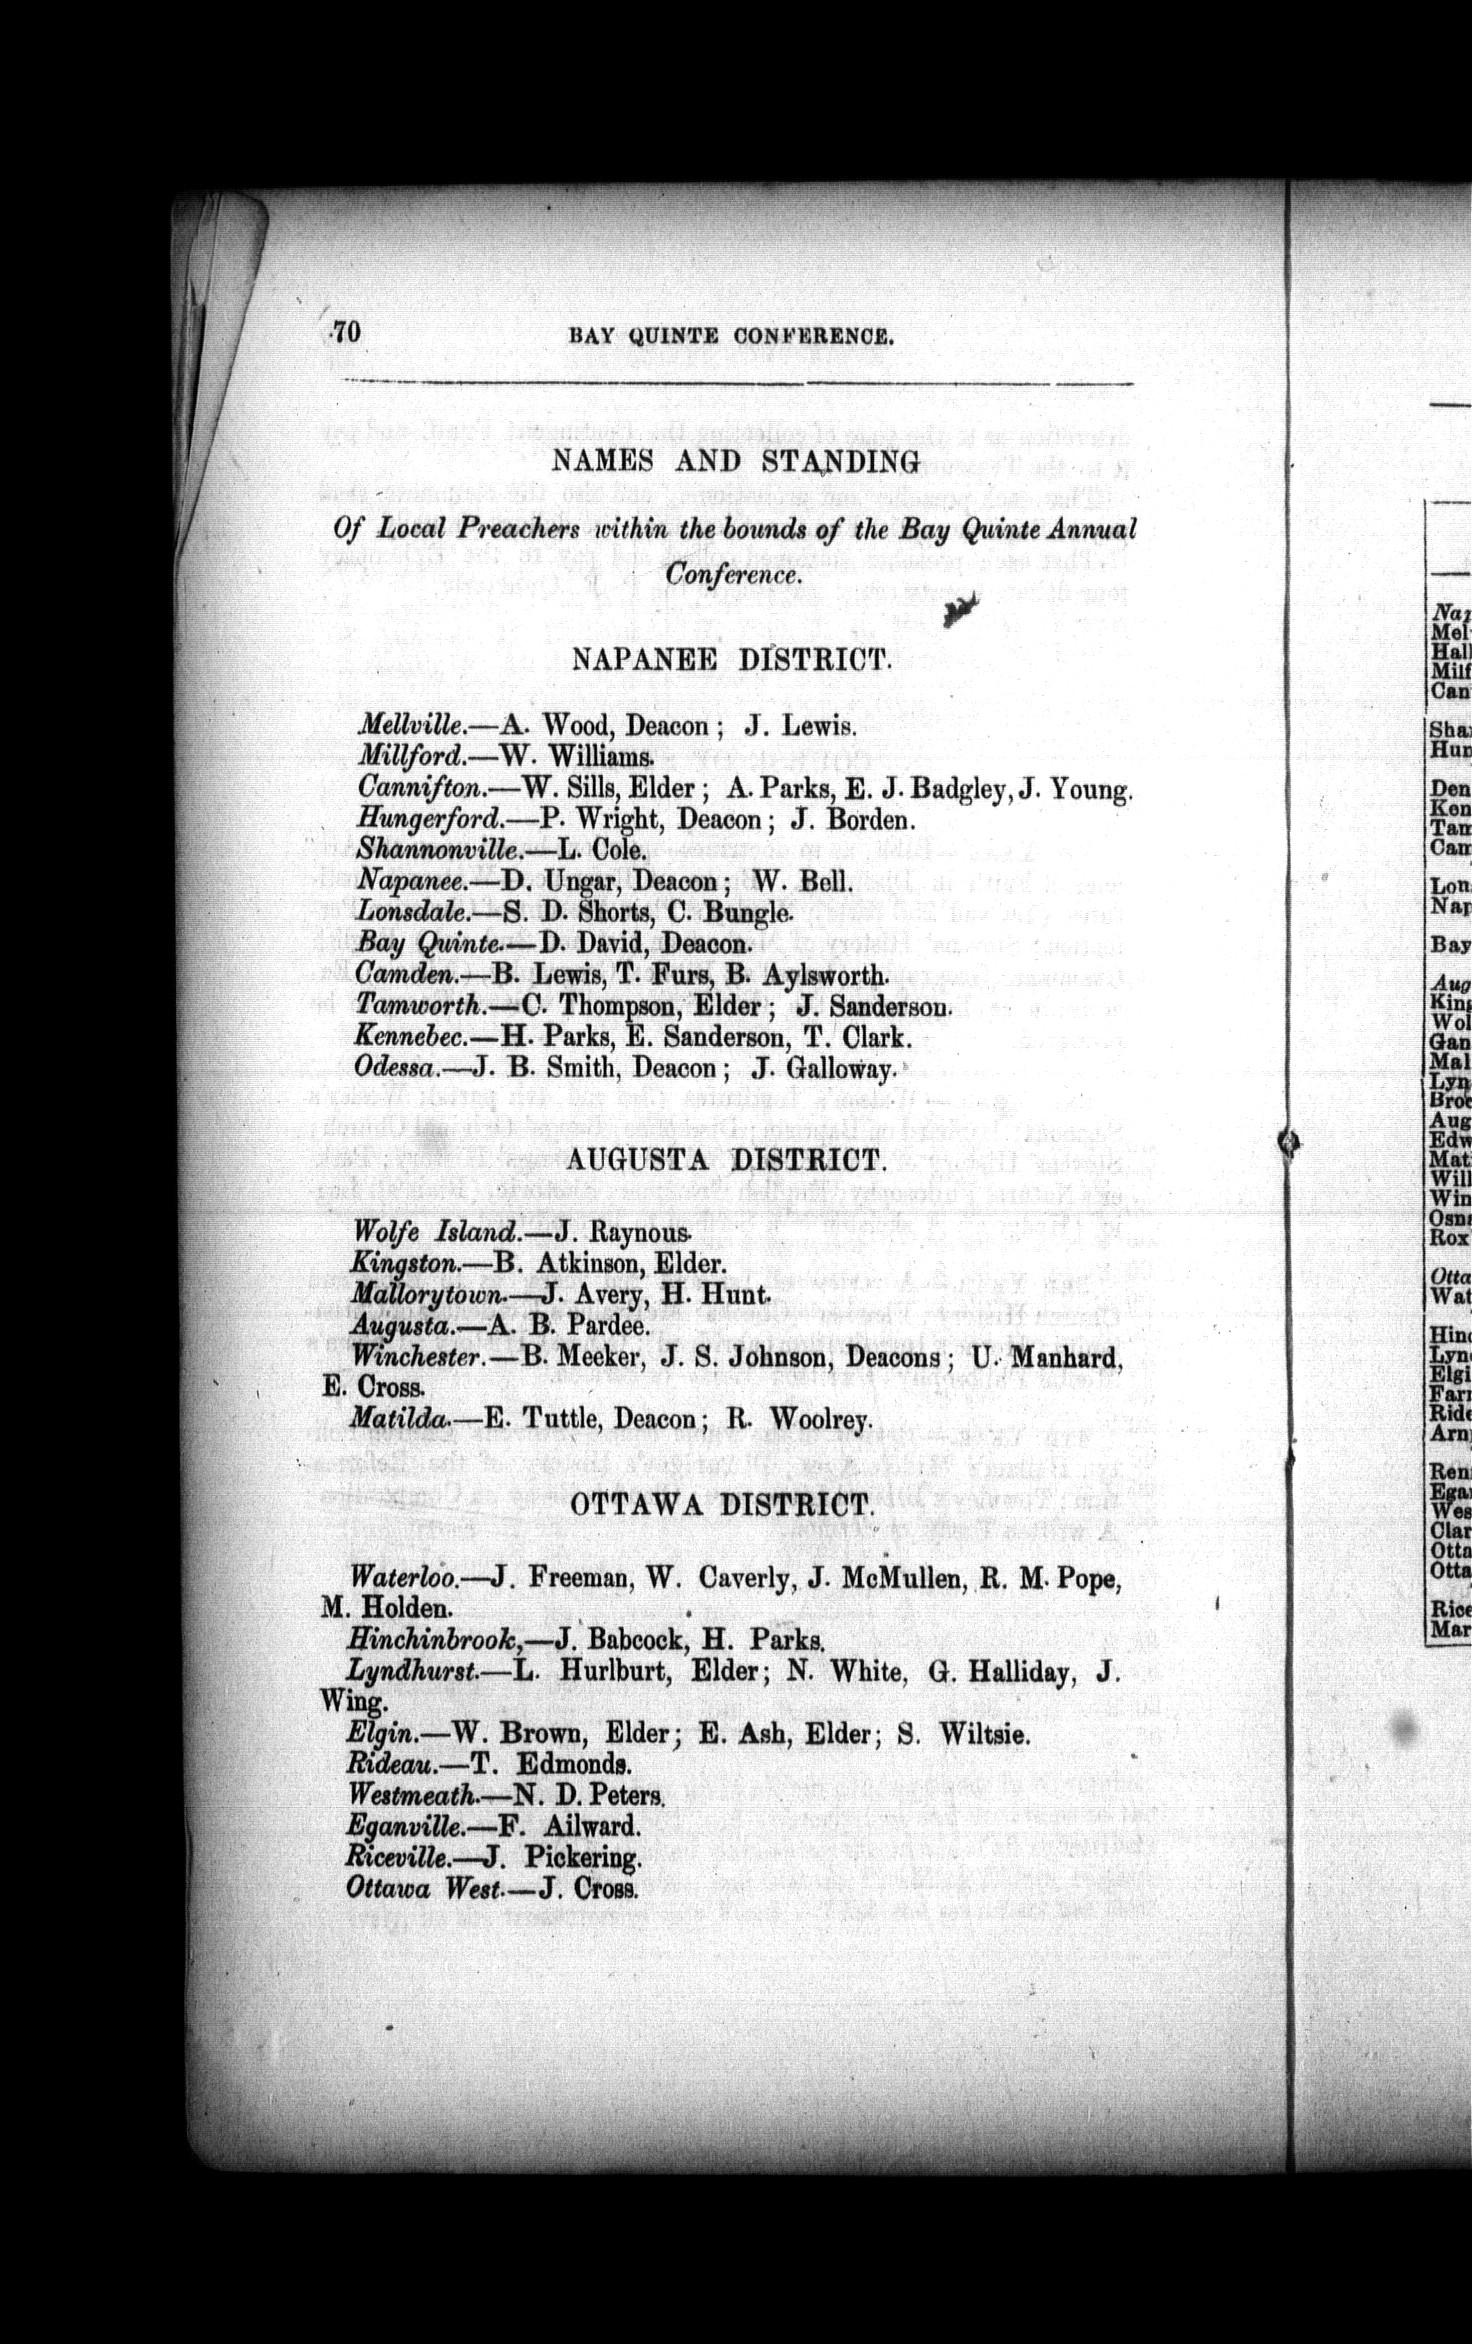 70
BAY QUINTE CONFERENCE.
NAMES AND STANDING
Of Local Preachers within the bounds of the Bay Quinte Annual
Conference.
NAPANEE DISTRICT.
Mellville.—A. Wood, Deacon; J. Lewis.
Millford.—W. Williams.
Cannifton.—W. Sills, Elder; A. Parks, E. J. Badgley, J. Young.
Hungerford.—P. Wright, Deacon; J. Borden.
Shannonville.—L. Cole.
Napanee.—D. Ungar, Deacon; W. Bell.
Lonsdale.—S. D. Shorts, C. Bungle.
Bay Quinte.—D. David, Deacon.
Camden.—B. Lewis, T. Furs, B. Aylsworth.
Tamworth.—C. Thompson, Elder; J. Sanderson.
Kennebec.—H. Parks, E. Sanderson, T. Clark.
Odessa.—J. B. Smith, Deacon; J. Galloway.
AUGUSTA DISTRICT.
Wolfe Island.—J. Raynous.
Kingston.—B. Atkinson, Elder.
Mallorytown.—J. Avery, H. Hunt.
Augusta.—A. B. Pardee.
Winchester.—B. Meeker, J. S. Johnson, Deacons; U. Manhard,
E. Cross.
Matilda.—E. Tuttle, Deacon; R. Woolrey.
OTTAWA DISTRICT.
Waterloo.—J. Freeman, W. Caverly, J. McMullen, R. M. Pope,
M. Holden.
Hinchinbrook,—J. Babcock, H. Parks.
Lyndhurst.—L. Hurlburt, Elder; N. White, G. Halliday, J.
Wing.
Elgin.—W. Brown, Elder; E. Ash, Elder; S. Wiltsie.
Rideau.—T. Edmonds.
Westmeath.—N. D. Peters.
Eganville.—F. Ailward.
Riceville.—J. Pickering.
Ottawa West.—J. Cross.